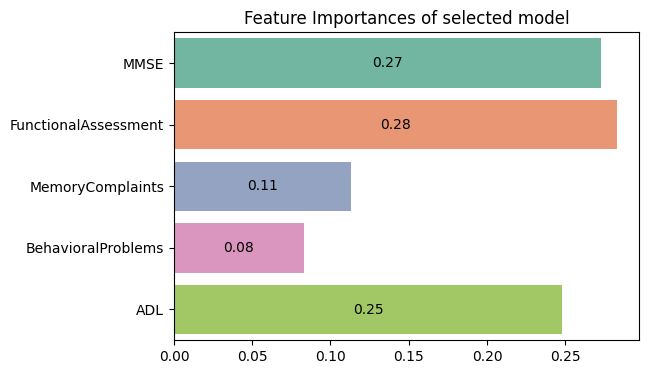 Feature Importances of selected model
MMSE
0.27
FunctionalAssessment
0.28
MemoryComplaints
0.11
BehavioralProblems
0.08
ADL
0.25
0.00 0.05 0.10 0.15 0.20 0.25